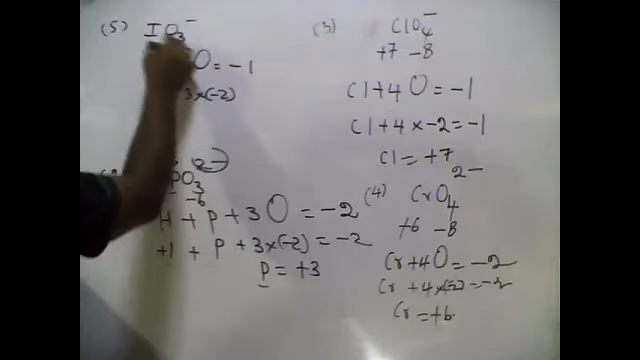 (5) IO₃⁻
O = -1
3×(-2)
PO₃ 2-
-6
H + P + 3O = -2
+1 + P + 3×(-2) = -2
P = +3
(3) ClO₄⁻
+7 -8
Cl + 4O = -1
Cl + 4 × -2 = -1
Cl = +7
(4) CrO₄ 2-
+6 -8
Cr + 4O = -2
Cr + 4×(-2) = -2
Cr = +6